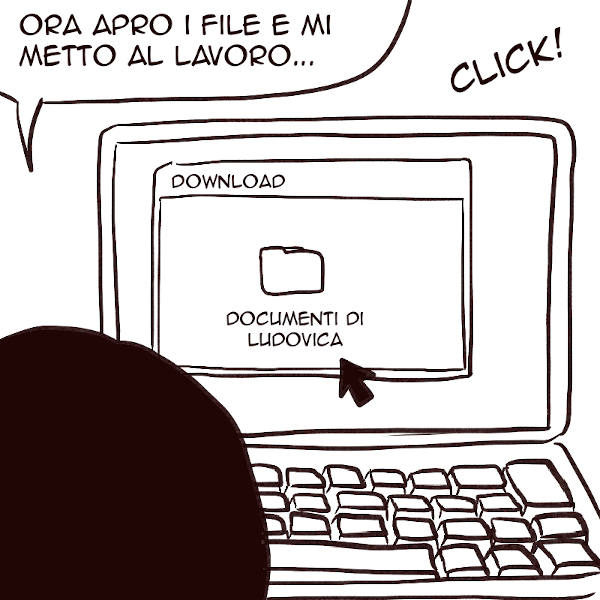 ORA APRO I FILE E MI
METTO AL LAVORO...
CLICK!
DOWNLOAD
DOCUMENTI DI
LUDOVICA